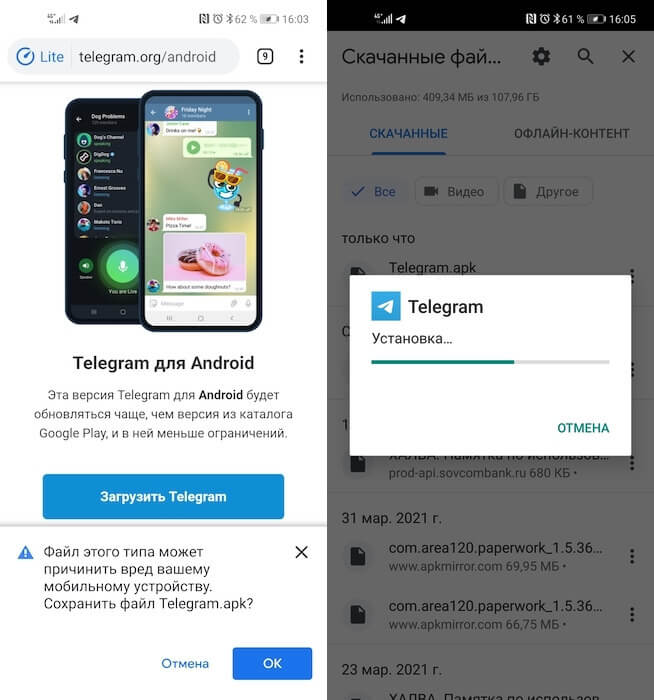 62 % 16:03
Lite telegram.org/android 9
Dog Problems
Dog's Channel
speaking
DigDog
speaking
Francesca Nu
Ernest Grooves
Dan
Makoto Torio
You are Live
Friday Night
Drinks on me!
Mike Miller
Pizza Time!
How about some doughnuts?
Message
Telegram для Android
Эта версия Telegram для Android будет
обновляться чаще, чем версия из каталога
Google Play, и в ней меньше ограничений.
Загрузить Telegram
Файл этого типа может
причинить вред вашему
мобильному устройству.
Сохранить файл Telegram.apk?
Отмена
OK
61 % 16:05
Скачанные фай...
Использовано: 409,34 МБ из 107,96 ГБ
СКАЧАННЫЕ ОФЛАЙН-КОНТЕНТ
Все Видео Другое
только что
Telegram.apk
Telegram
Установка...
ОТМЕНА
ХАЛВА. Памятка по использов...
prod-api.sovcombank.ru 680 КБ •
31 мар. 2021 г.
com.area120.paperwork_1.5.36...
www.apkmirror.com 69,95 МБ •
com.area120.paperwork_1.5.36...
www.apkmirror.com 66,75 МБ •
23 мар. 2021 г.
ХАЛВА. Памятка по использов...